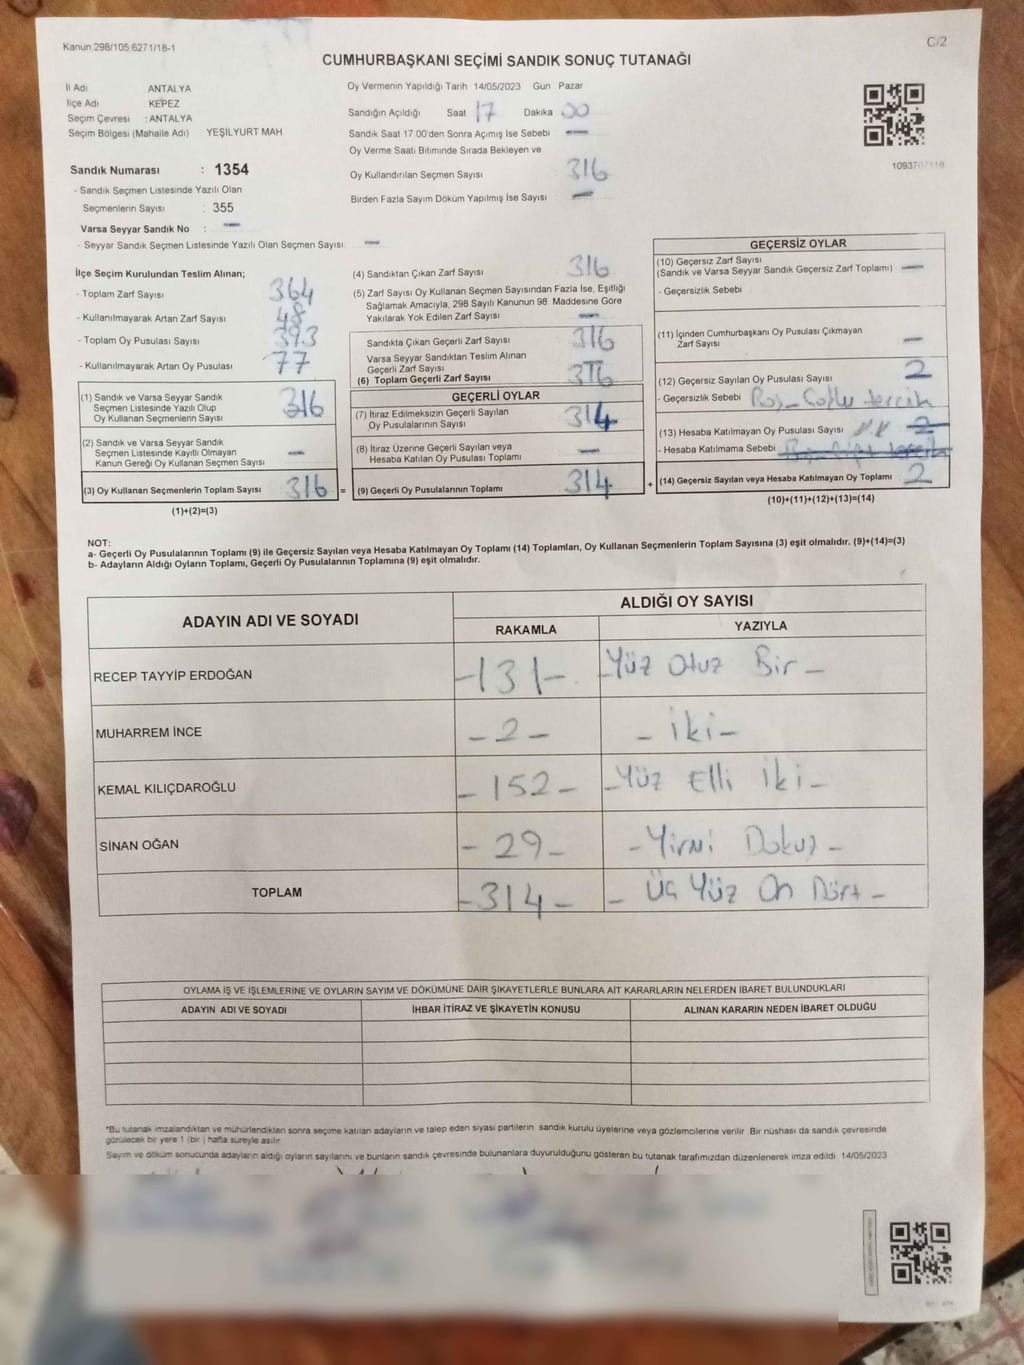 Kanun 298/105 6271/18-1
C/2
CUMHURBAŞKANI SEÇİMİ SANDIK SONUÇ TUTANAĞI
İl Adı ANTALYA
İlçe Adı KEPEZ
Seçim Çevresi : ANTALYA
Seçim Bölgesi (Mahalle Adı) YEŞİLYURT MAH
Sandık Numarası : 1354
- Sandık Seçmen Listesinde Yazılı Olan
Seçmenlerin Sayısı : 355
Varsa Seyyar Sandık No : -
- Seyyar Sandık Seçmen Listesinde Yazılı Olan Seçmen Sayısı -
Oy Vermenin Yapıldığı Tarih 14/05/2023 Gün Pazar
Sandığın Açıldığı Saat 17 Dakika 00
Sandık Saat 17 00'den Sonra Açımış İse Sebebi -
Oy Verme Saati Bitiminde Sırada Bekleyen ve
Oy Kullandırılan Seçmen Sayısı 316
Birden Fazla Sayım Döküm Yapılmış İse Sayısı -
İlçe Seçim Kurulundan Teslim Alınan;
- Toplam Zarf Sayısı 364
- Kullanılmayarak Artan Zarf Sayısı 48
- Toplam Oy Pusulası Sayısı 393
- Kullanılmayarak Artan Oy Pusulası 77
(1) Sandık ve Varsa Seyyar Sandık
Seçmen Listesinde Yazılı Olup
Oy Kullanan Seçmenlerin Sayısı 316
(2) Sandık ve Varsa Seyyar Sandık
Seçmen Listesinde Kayıtlı Olmayan
Kanun Gereği Oy Kullanan Seçmen Sayısı -
(3) Oy Kullanan Seçmenlerin Toplam Sayısı 316 =
(1)+(2)=(3)
(4) Sandıktan Çıkan Zarf Sayısı 316
(5) Zarf Sayısı Oy Kullanan Seçmen Sayısından Fazla İse, Eşitliği
Sağlamak Amacıyla, 298 Sayılı Kanunun 98. Maddesine Göre
Yakılarak Yok Edilen Zarf Sayısı -
Sandıkta Çıkan Geçerli Zarf Sayısı 316
Varsa Seyyar Sandıktan Teslim Alınan
Geçerli Zarf Sayısı
(6) Toplam Geçerli Zarf Sayısı 316
GEÇERLİ OYLAR
(7) İtiraz Edilmeksizin Geçerli Sayılan
Oy Pusulalarının Sayısı 314
(8) İtiraz Üzerine Geçerli Sayılan veya
Hesaba Katılan Oy Pusulası Toplamı -
(9) Geçerli Oy Pusulalarının Toplamı 314 +
GEÇERSİZ OYLAR
(10) Geçersiz Zarf Sayısı
(Sandık ve Varsa Seyyar Sandık Geçersiz Zarf Toplamı) -
- Geçersizlik Sebebi
(11) İçinden Cumhurbaşkanı Oy Pusulası Çıkmayan
Zarf Sayısı -
(12) Geçersiz Sayılan Oy Pusulası Sayısı 2
- Geçersizlik Sebebi
(13) Hesaba Katılmayan Oy Pusulası Sayısı 2
- Hesaba Katılmama Sebebi
(14) Geçersiz Sayılan veya Hesaba Katılmayan Oy Toplamı 2
(10)+(11)+(12)+(13)=(14)
NOT:
a- Geçerli Oy Pusulalarının Toplamı (9) ile Geçersiz Sayılan veya Hesaba Katılmayan Oy Toplamı (14) Toplamları, Oy Kullanan Seçmenlerin Toplam Sayısına (3) eşit olmalıdır. (9)+(14)=(3)
b- Adayların Aldığı Oyların Toplamı, Geçerli Oy Pusulalarının Toplamına (9) eşit olmalıdır.
ADAYIN ADI VE SOYADI ALDIĞI OY SAYISI
RAKAMLA YAZIYLA
RECEP TAYYİP ERDOĞAN -131- -Yüz Otuz Bir-
MUHARREM İNCE -2- -İki-
KEMAL KILIÇDAROĞLU -152- -Yüz Elli İki-
SİNAN OĞAN -29- -Yirmi Dokuz-
TOPLAM -314- -Üç Yüz On Dört-
OYLAMA İŞ VE İŞLEMLERİNE VE OYLARIN SAYIM VE DÖKÜMÜNE DAİR ŞİKAYETLERLE BUNLARA AİT KARARLARIN NELERDEN İBARET BULUNDUKLARI
ADAYIN ADI VE SOYADI İHBAR İTİRAZ VE ŞİKAYETİN KONUSU ALINAN KARARIN NEDEN İBARET OLDUĞU
*Bu tutanak imzalandıktan ve mühürlendikten sonra seçime katılan adayların ve talep eden siyasi partilerin sandık kurulu üyelerine veya gözlemcilerine verilir. Bir nüshası da sandık çevresinde
görülecek bir yere 1 (bir) hafta süreyle asılır
Sayım ve döküm sonucunda adayların aldığı oyların sayılarını ve bunların sandık çevresinde bulunanlara duyurulduğunu gösteren bu tutanak tarafımızdan düzenlenerek imza edildi. 14/05/2023